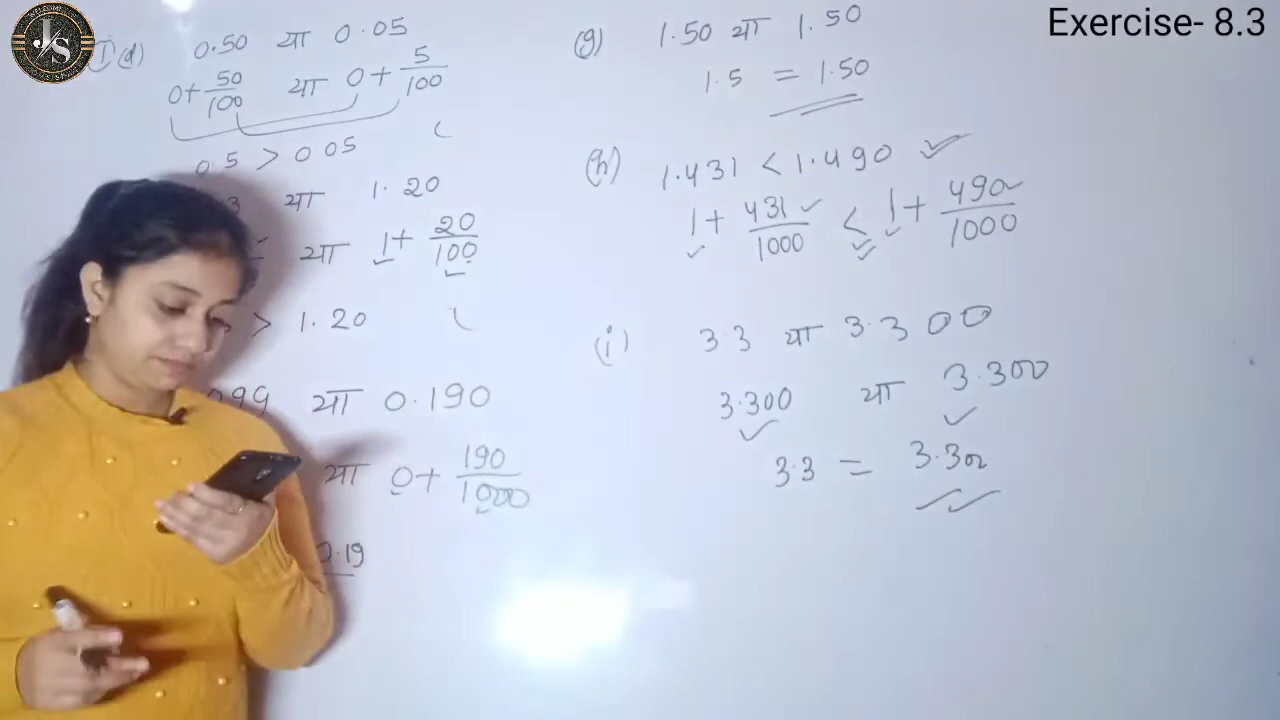 Exercise- 8.3
WELCOME
J/S
(d) 0.50 या 0.05
0+ 50/100 या 0+ 5/100
0.5 > 0.05
या 1.20
या 1+ 20/100
> 1.20
099 या 0.190
या 0+ 190/1000
0.19
(g) 1.50 या 1.50
1.5 = 1.50
(h) 1.431 < 1.490
1+ 431/1000 < 1+ 490/1000
(i) 3.3 या 3.300
3.300 या 3.300
3.3 = 3.300